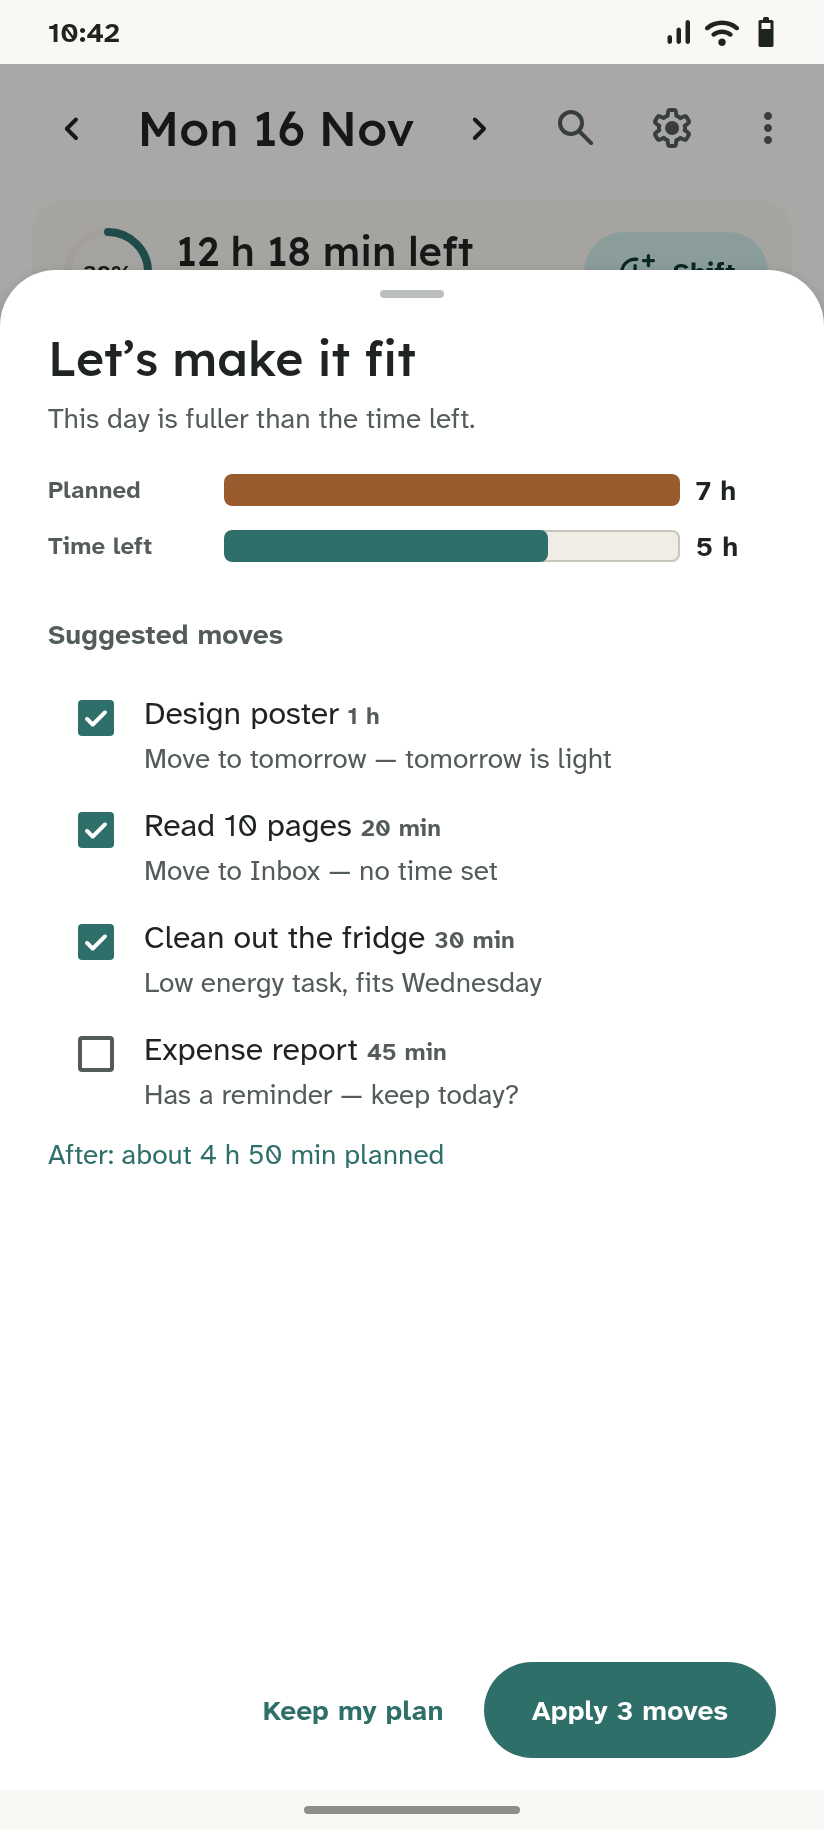 10:42
Mon 16 Nov
12 h 18 min left
Shift
Let’s make it fit
This day is fuller than the time left.
Planned 7 h
Time left 5 h
Suggested moves
Design poster 1 h
Move to tomorrow — tomorrow is light
Read 10 pages 20 min
Move to Inbox — no time set
Clean out the fridge 30 min
Low energy task, fits Wednesday
Expense report 45 min
Has a reminder — keep today?
After: about 4 h 50 min planned
Keep my plan Apply 3 moves